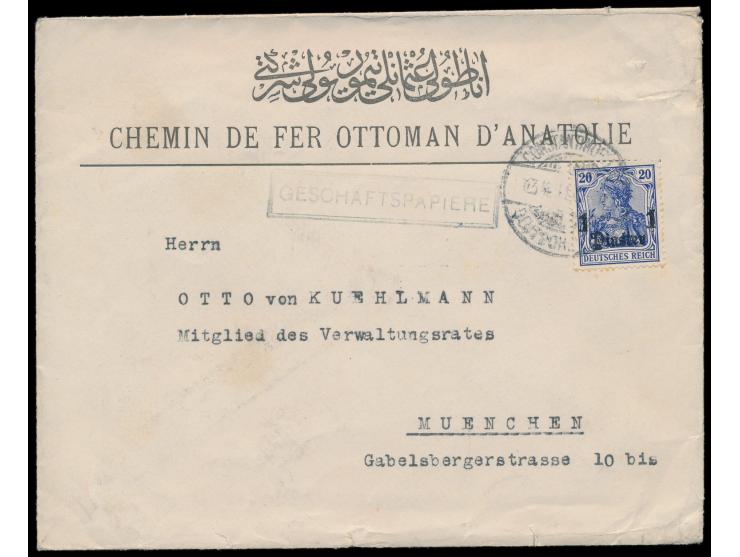 اناطولی عثمانلی تیمور یولی شرکتی
CHEMIN DE FER OTTOMAN D'ANATOLIE
GESCHÄFTSPAPIERE
20 20
1 1
Piaster
DEUTSCHES REICH
Herrn
OTTO von KUEHLMANN
Mitglied des Verwaltungsrates
MUENCHEN
Gabelsbergerstrasse 10 bis